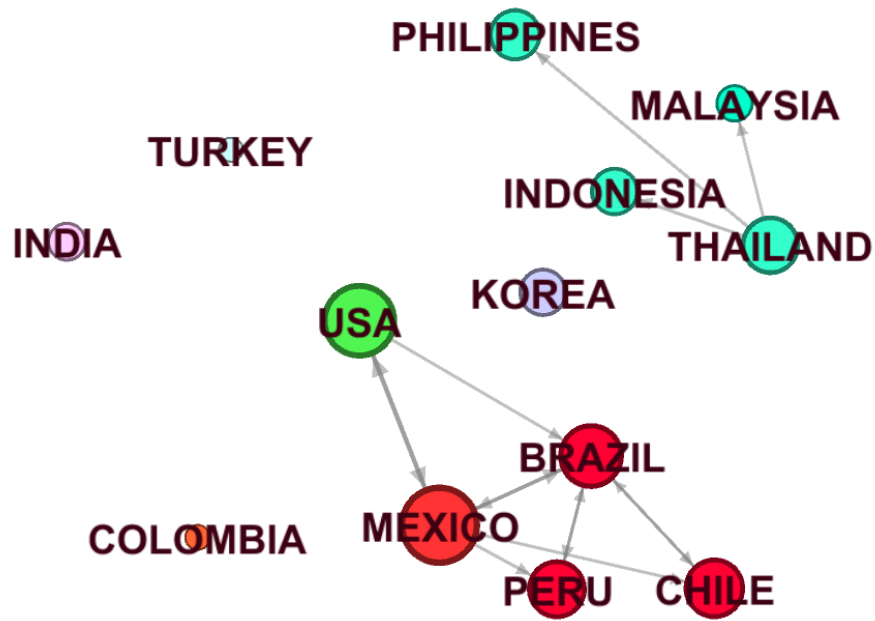 PHILIPPINES
MALAYSIA
TURKEY
INDONESIA
INDIA
THAILAND
KOREA
USA
BRAZIL
MEXICO
COLOMBIA
PERU
CHILE